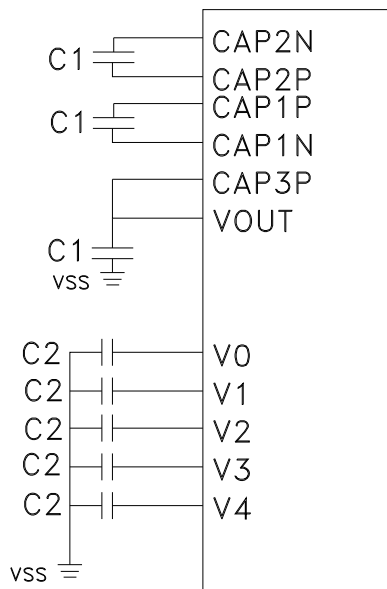 CAP2N
C1
CAP2P
CAP1P
C1
CAP1N
CAP3P
VOUT
C1
VSS
C2 V0
C2 V1
C2 V2
C2 V3
C2 V4
VSS